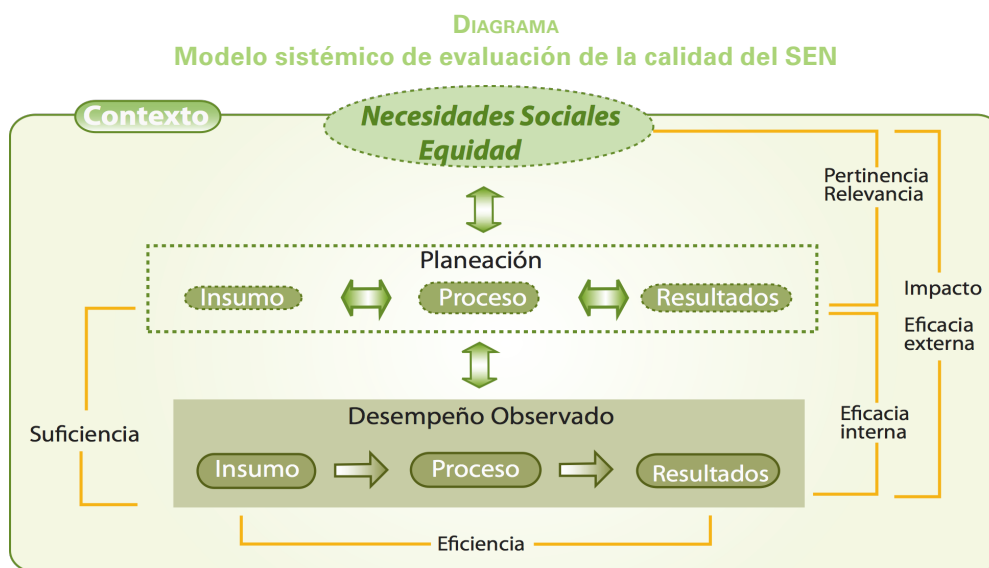 DIAGRAMA
Modelo sistémico de evaluación de la calidad del SEN
Contexto
Necesidades Sociales
Equidad
Pertinencia
Relevancia
Planeación
Insumo
Proceso
Resultados
Impacto
Eficacia
externa
Suficiencia
Desempeño Observado
Eficacia
interna
Insumo
Proceso
Resultados
Eficiencia